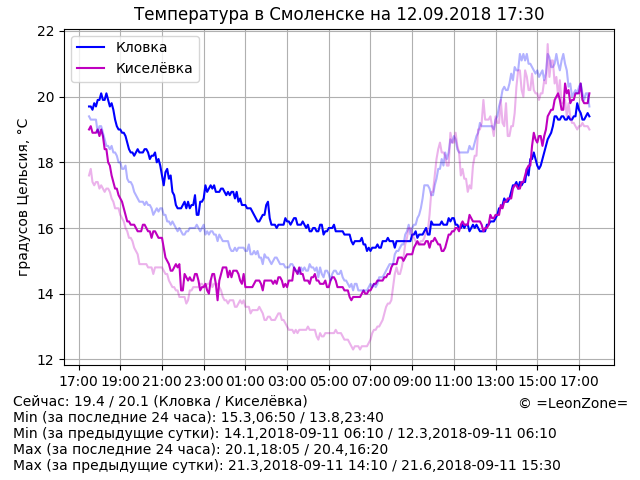 Температура в Смоленске на 12.09.2018 17:30
Кловка
Киселёвка
градусов Цельсия, °C
22
20
18
16
14
12
17:00 19:00 21:00 23:00 01:00 03:00 05:00 07:00 09:00 11:00 13:00 15:00 17:00
Сейчас: 19.4 / 20.1 (Кловка / Киселёвка)
© =LeonZone=
Min (за последние 24 часа): 15.3,06:50 / 13.8,23:40
Min (за предыдущие сутки): 14.1,2018-09-11 06:10 / 12.3,2018-09-11 06:10
Max (за последние 24 часа): 20.1,18:05 / 20.4,16:20
Max (за предыдущие сутки): 21.3,2018-09-11 14:10 / 21.6,2018-09-11 15:30